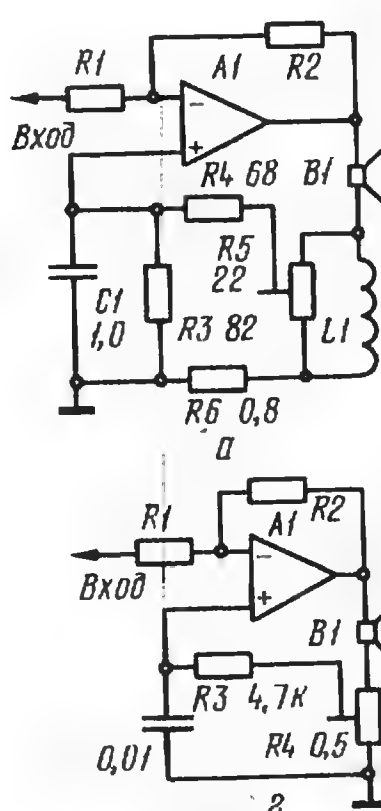 R1
A1
R2
Вход
R4 68
B1
R5
22
C1
1,0
R3 82
L1
R6 0,8
а
R1
A1
R2
Вход
B1
R3 4,7к
0,01
R4 0,5
г